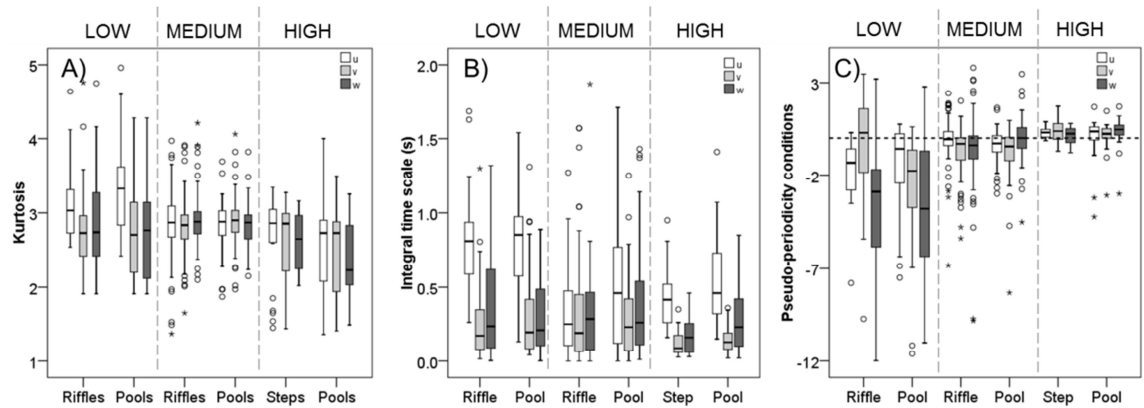 LOW MEDIUM HIGH
A)
u
v
w
Kurtosis
5
4
3
2
1
Riffles Pools Riffles Pools Steps Pools
LOW MEDIUM HIGH
B)
u
v
w
Integral time scale (s)
2.0
1.5
1.0
0.5
0.0
Riffle Pool Riffle Pool Step Pool
LOW MEDIUM HIGH
C)
u
v
w
Pseudo-periodicity conditions
3
-2
-7
-12
Riffle Pool Riffle Pool Step Pool